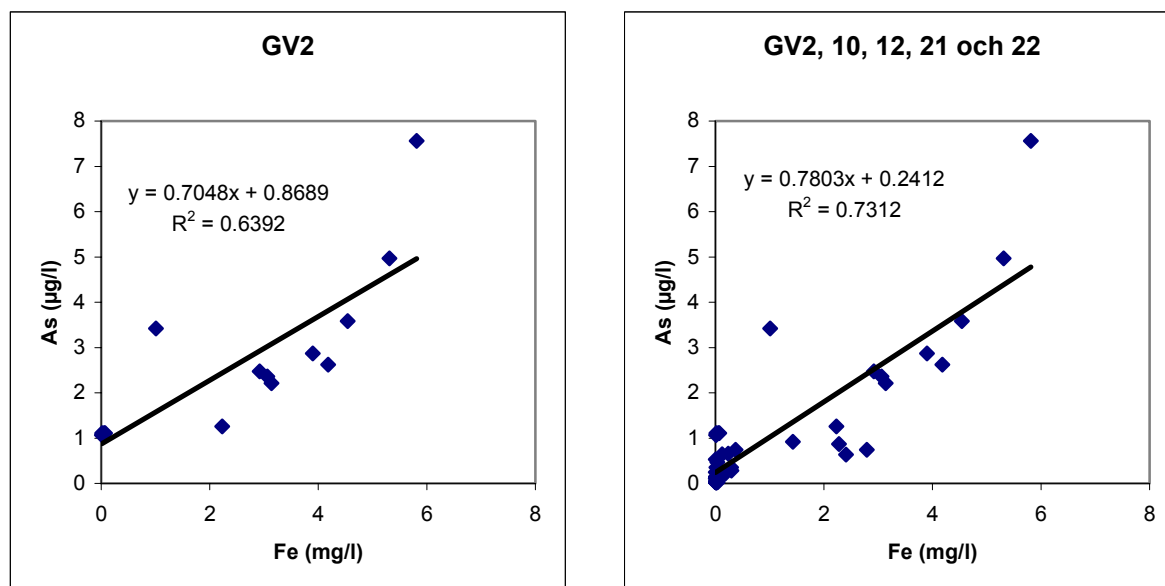 GV2
8
7
6
5
4
3
2
1
0
As (µg/l)
y = 0.7048x + 0.8689
R² = 0.6392
0 2 4 6 8
Fe (mg/l)
GV2, 10, 12, 21 och 22
8
7
6
5
4
3
2
1
0
As (µg/l)
y = 0.7803x + 0.2412
R² = 0.7312
0 2 4 6 8
Fe (mg/l)